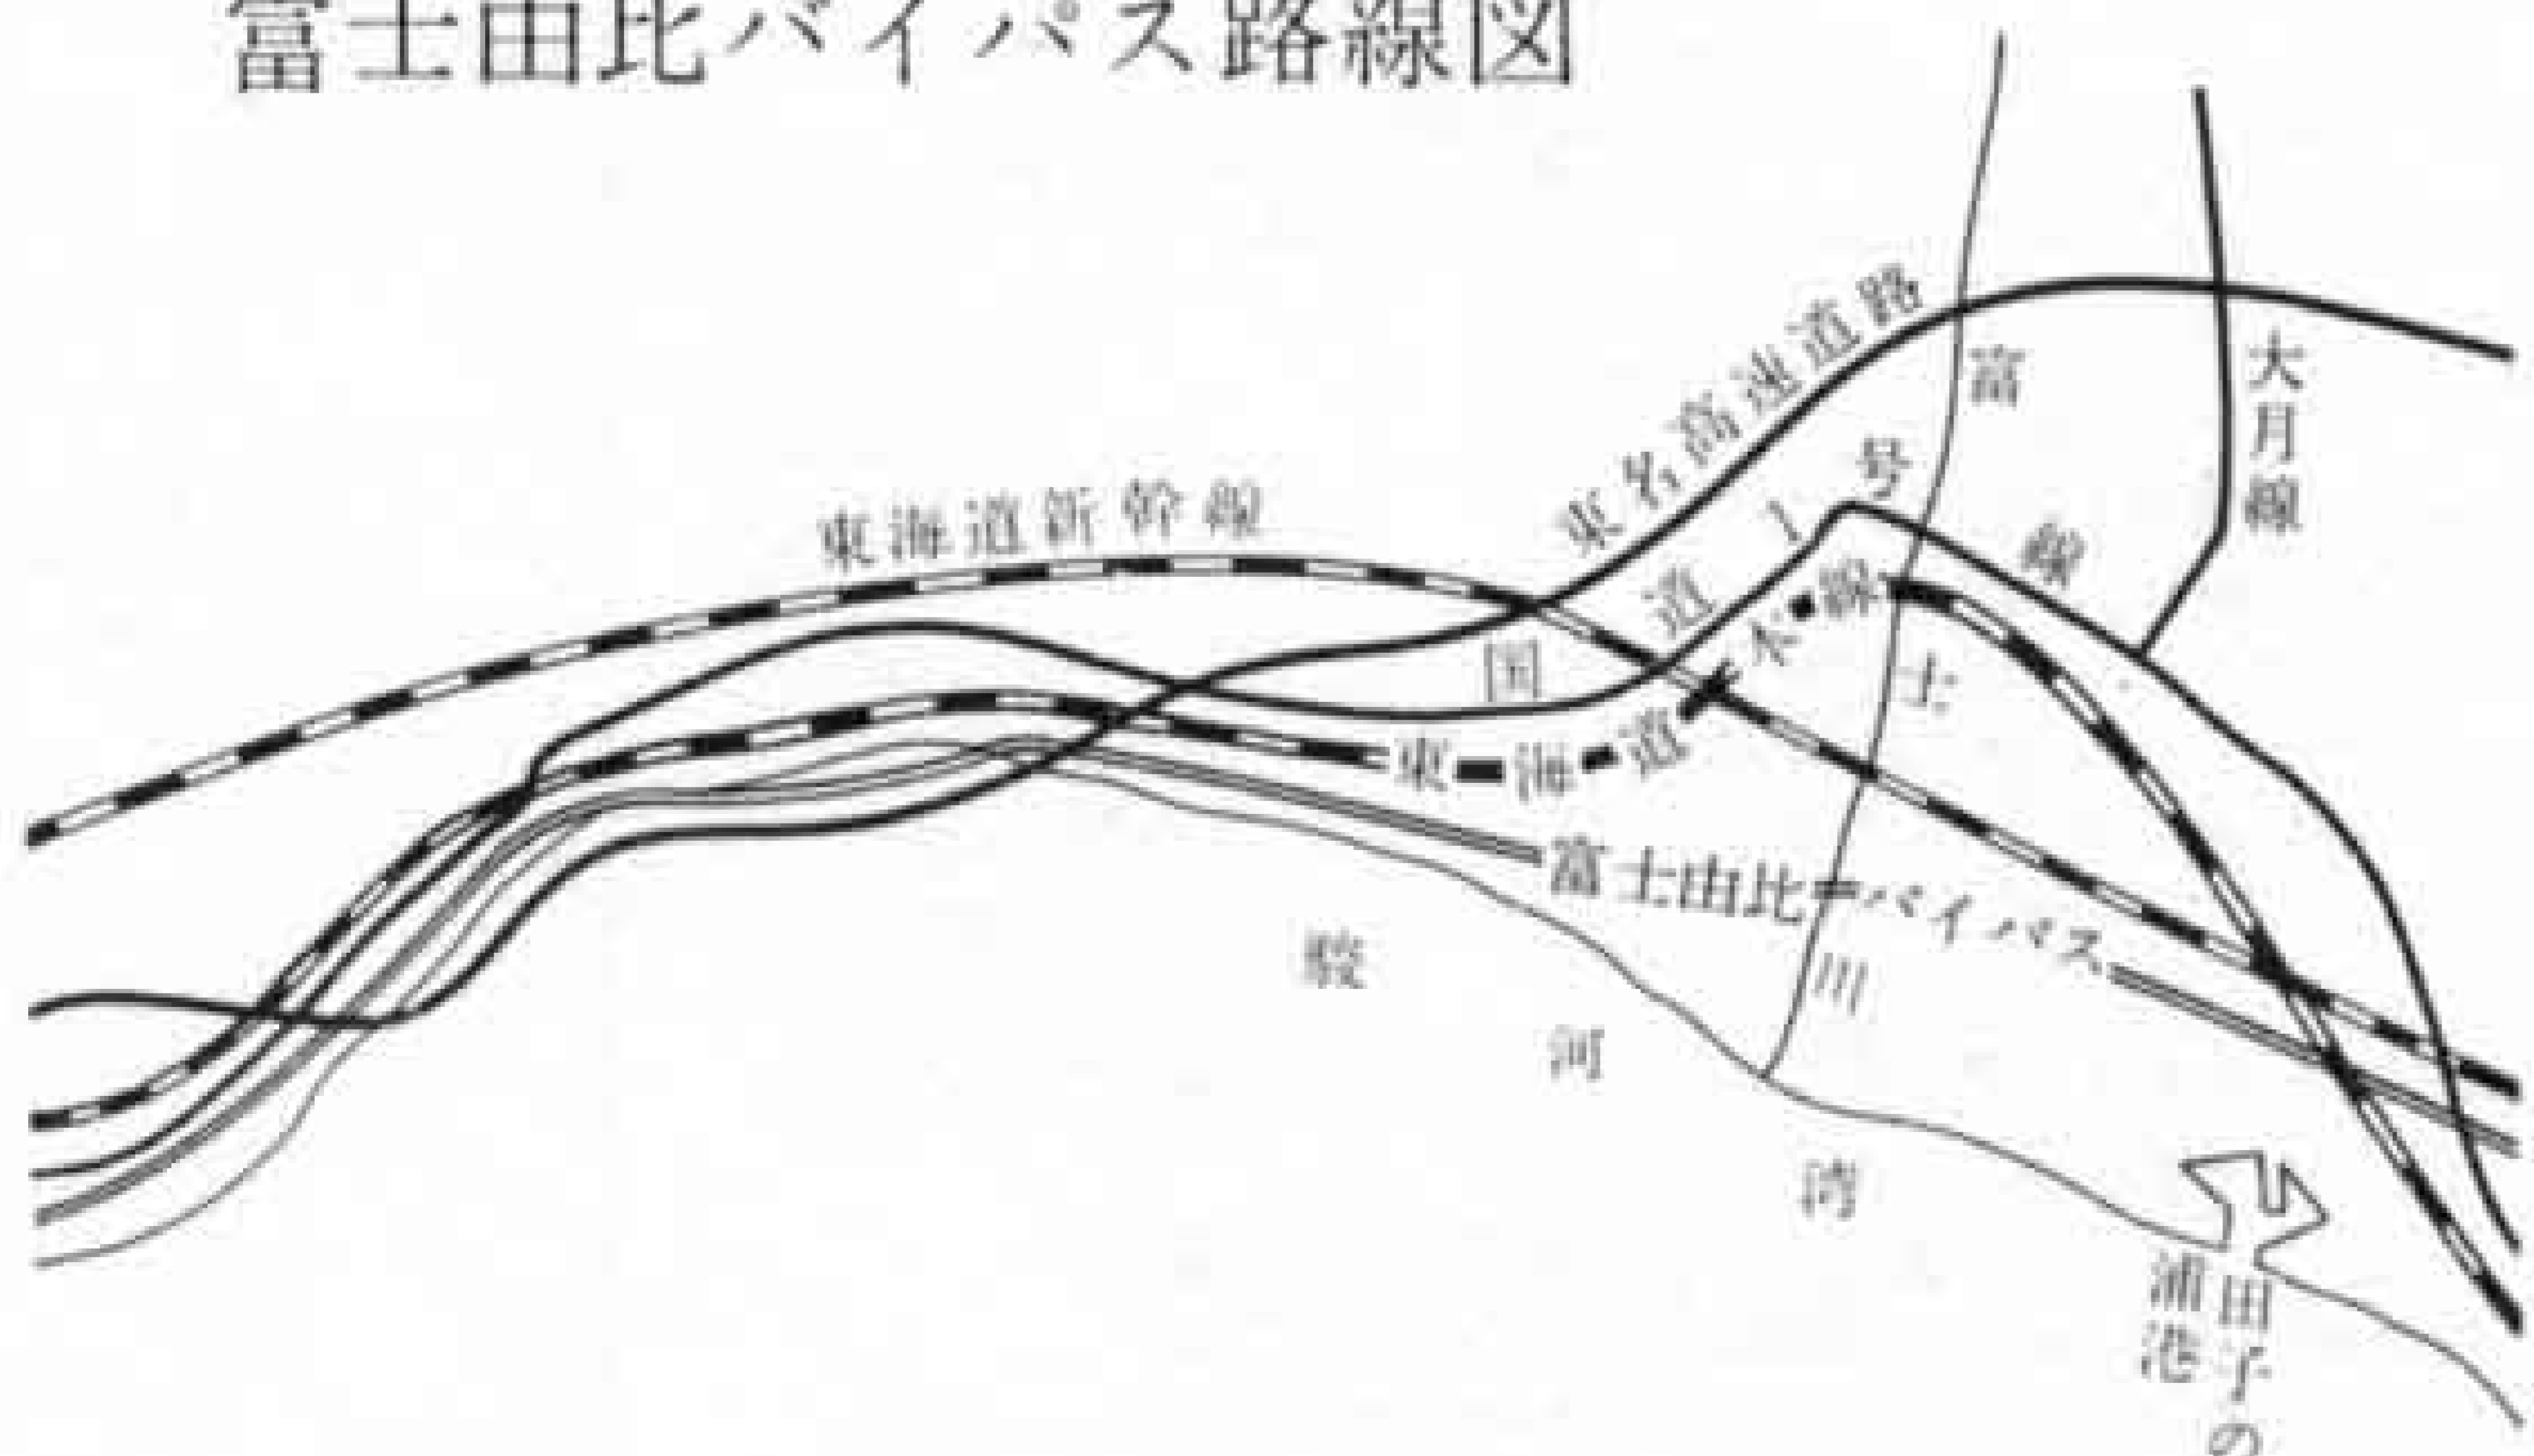 富士由比バイパス路線図
東名高速道路
大月線
東海道新幹線
国道1号線
東海道本線
富士川
富士由比バイパス
駿河湾
田子の
浦港